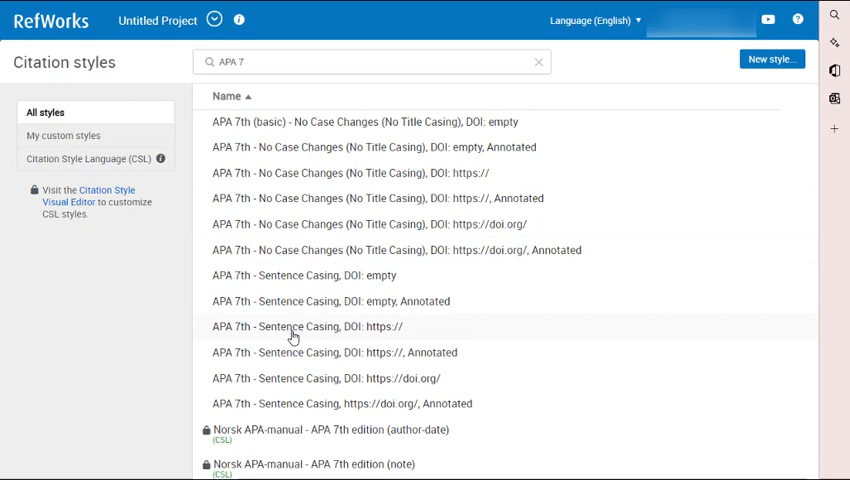 RefWorks Untitled Project Language (English)
Citation styles APA 7 New style...
Name
All styles
My custom styles
Citation Style Language (CSL)
Visit the Citation Style
Visual Editor to customize
CSL styles.
APA 7th (basic) - No Case Changes (No Title Casing), DOI: empty
APA 7th - No Case Changes (No Title Casing), DOI: empty, Annotated
APA 7th - No Case Changes (No Title Casing), DOI: https://
APA 7th - No Case Changes (No Title Casing), DOI: https://, Annotated
APA 7th - No Case Changes (No Title Casing), DOI: https://doi.org/
APA 7th - No Case Changes (No Title Casing), DOI: https://doi.org/, Annotated
APA 7th - Sentence Casing, DOI: empty
APA 7th - Sentence Casing, DOI: empty, Annotated
APA 7th - Sentence Casing, DOI: https://
APA 7th - Sentence Casing, DOI: https://, Annotated
APA 7th - Sentence Casing, DOI: https://doi.org/
APA 7th - Sentence Casing, https://doi.org/, Annotated
Norsk APA-manual - APA 7th edition (author-date)
(CSL)
Norsk APA-manual - APA 7th edition (note)
(CSL)